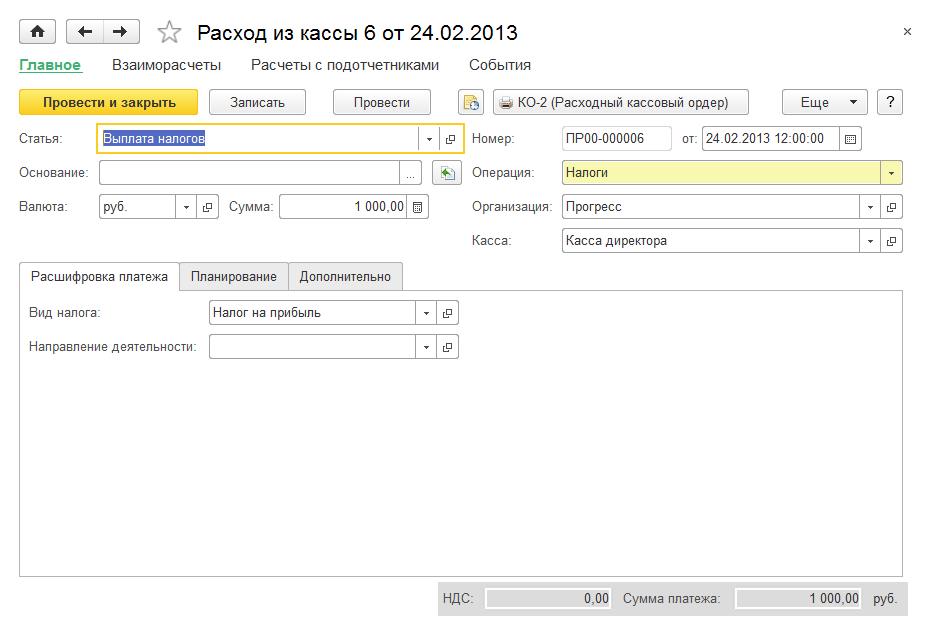 Расход из кассы 6 от 24.02.2013
Главное Взаиморасчеты Расчеты с подотчетниками События
Провести и закрыть Записать Провести КО-2 (Расходный кассовый ордер) Еще ?
Статья: Выплата налогов Номер: ПР00-000006 от: 24.02.2013 12:00:00
Основание: ... Операция: Налоги
Валюта: руб. Сумма: 1 000,00 Организация: Прогресс
Касса: Касса директора
Расшифровка платежа Планирование Дополнительно
Вид налога: Налог на прибыль
Направление деятельности:
НДС: 0,00 Сумма платежа: 1 000,00 руб.